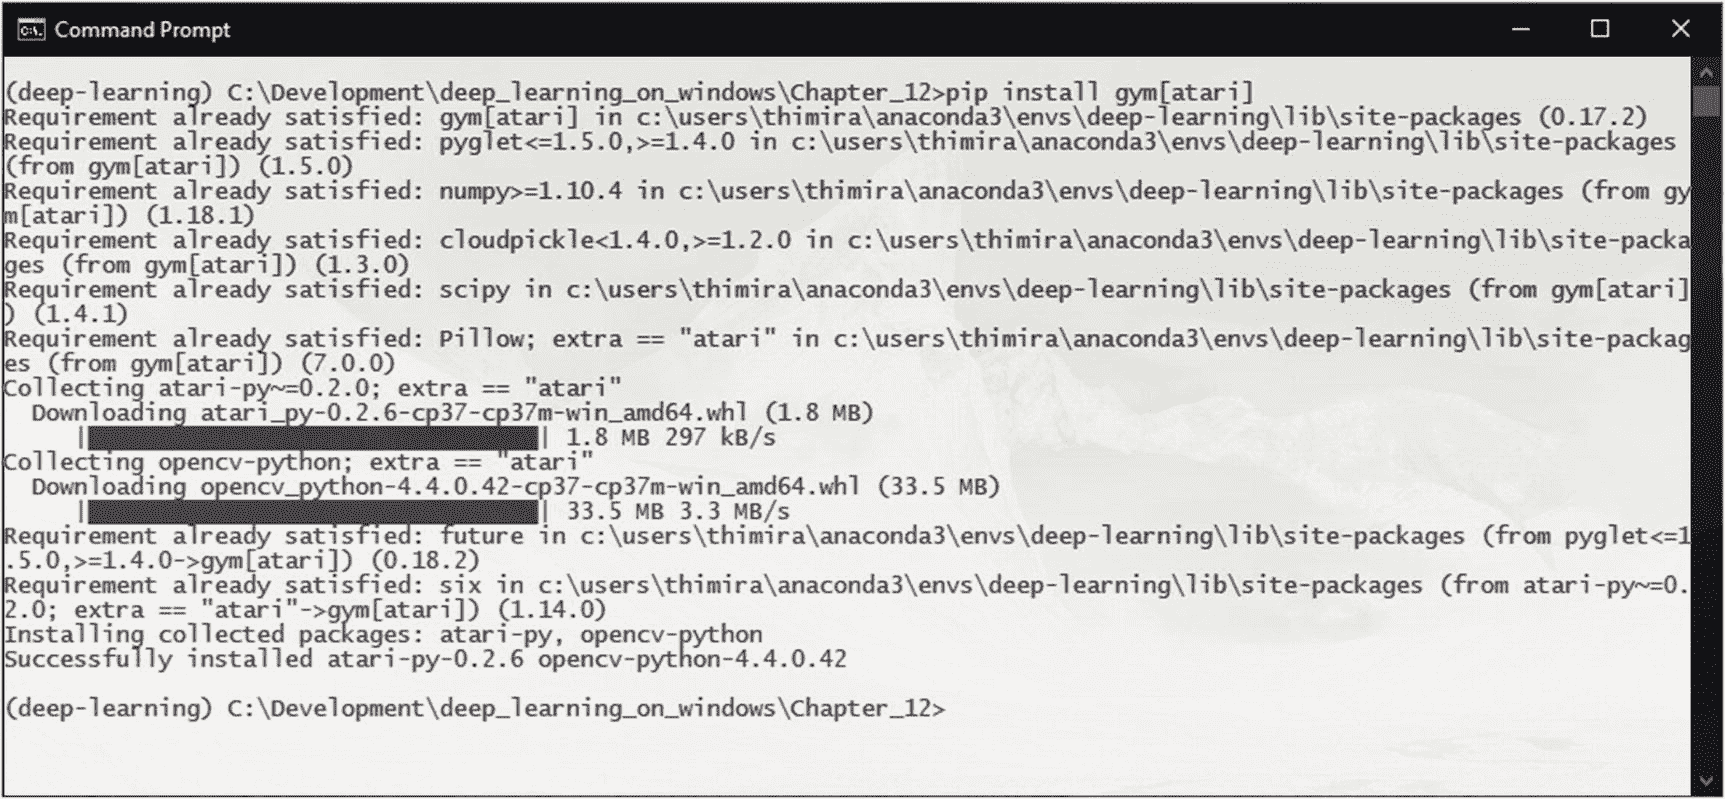 Command Prompt
(deep-learning) C:\Development\deep_learning_on_windows\Chapter_12>pip install gym[atari]
Requirement already satisfied: gym[atari] in c:\users\thimira\anaconda3\envs\deep-learning\lib\site-packages (0.17.2)
Requirement already satisfied: pyglet<=1.5.0,>=1.4.0 in c:\users\thimira\anaconda3\envs\deep-learning\lib\site-packages
(from gym[atari]) (1.5.0)
Requirement already satisfied: numpy>=1.10.4 in c:\users\thimira\anaconda3\envs\deep-learning\lib\site-packages (from gy
m[atari]) (1.18.1)
Requirement already satisfied: cloudpickle<1.4.0,>=1.2.0 in c:\users\thimira\anaconda3\envs\deep-learning\lib\site-packa
ges (from gym[atari]) (1.3.0)
Requirement already satisfied: scipy in c:\users\thimira\anaconda3\envs\deep-learning\lib\site-packages (from gym[atari]
) (1.4.1)
Requirement already satisfied: Pillow; extra == "atari" in c:\users\thimira\anaconda3\envs\deep-learning\lib\site-packag
es (from gym[atari]) (7.0.0)
Collecting atari-py~=0.2.0; extra == "atari"
  Downloading atari_py-0.2.6-cp37-cp37m-win_amd64.whl (1.8 MB)
     |████████████████████████████████| 1.8 MB 297 kB/s
Collecting opencv-python; extra == "atari"
  Downloading opencv_python-4.4.0.42-cp37-cp37m-win_amd64.whl (33.5 MB)
     |████████████████████████████████| 33.5 MB 3.3 MB/s
Requirement already satisfied: future in c:\users\thimira\anaconda3\envs\deep-learning\lib\site-packages (from pyglet<=1
.5.0,>=1.4.0->gym[atari]) (0.18.2)
Requirement already satisfied: six in c:\users\thimira\anaconda3\envs\deep-learning\lib\site-packages (from atari-py~=0.
2.0; extra == "atari"->gym[atari]) (1.14.0)
Installing collected packages: atari-py, opencv-python
Successfully installed atari-py-0.2.6 opencv-python-4.4.0.42
(deep-learning) C:\Development\deep_learning_on_windows\Chapter_12>